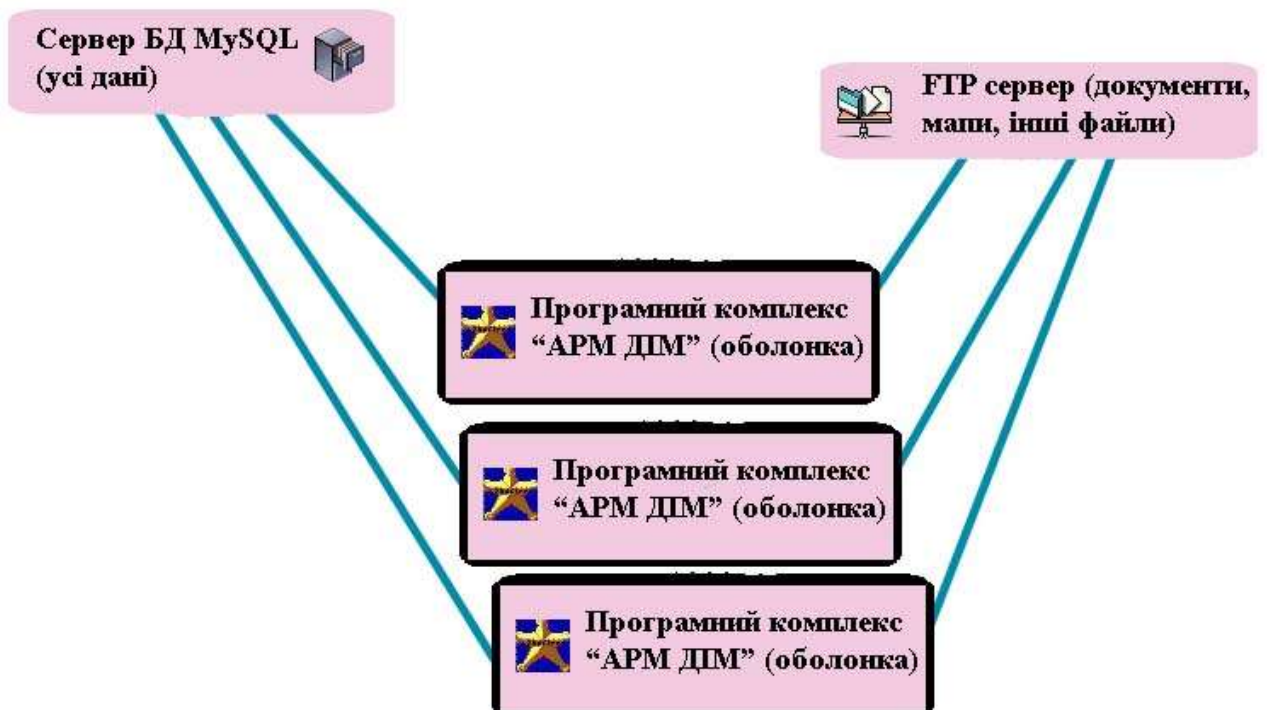 Сервер БД MySQL
(усі дані)
FTP сервер (документи,
мапи, інші файли)
Програмний комплекс
“АРМ ДІМ” (оболонка)
Програмний комплекс
“АРМ ДІМ” (оболонка)
Програмний комплекс
“АРМ ДІМ” (оболонка)